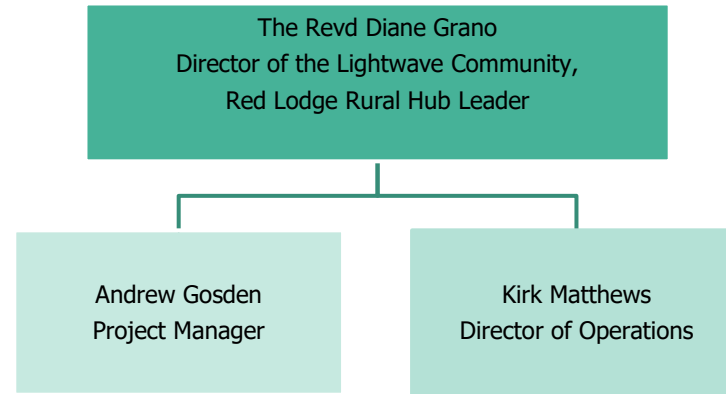 The Revd Diane Grano
Director of the Lightwave Community,
Red Lodge Rural Hub Leader
Andrew Gosden
Project Manager
Kirk Matthews
Director of Operations